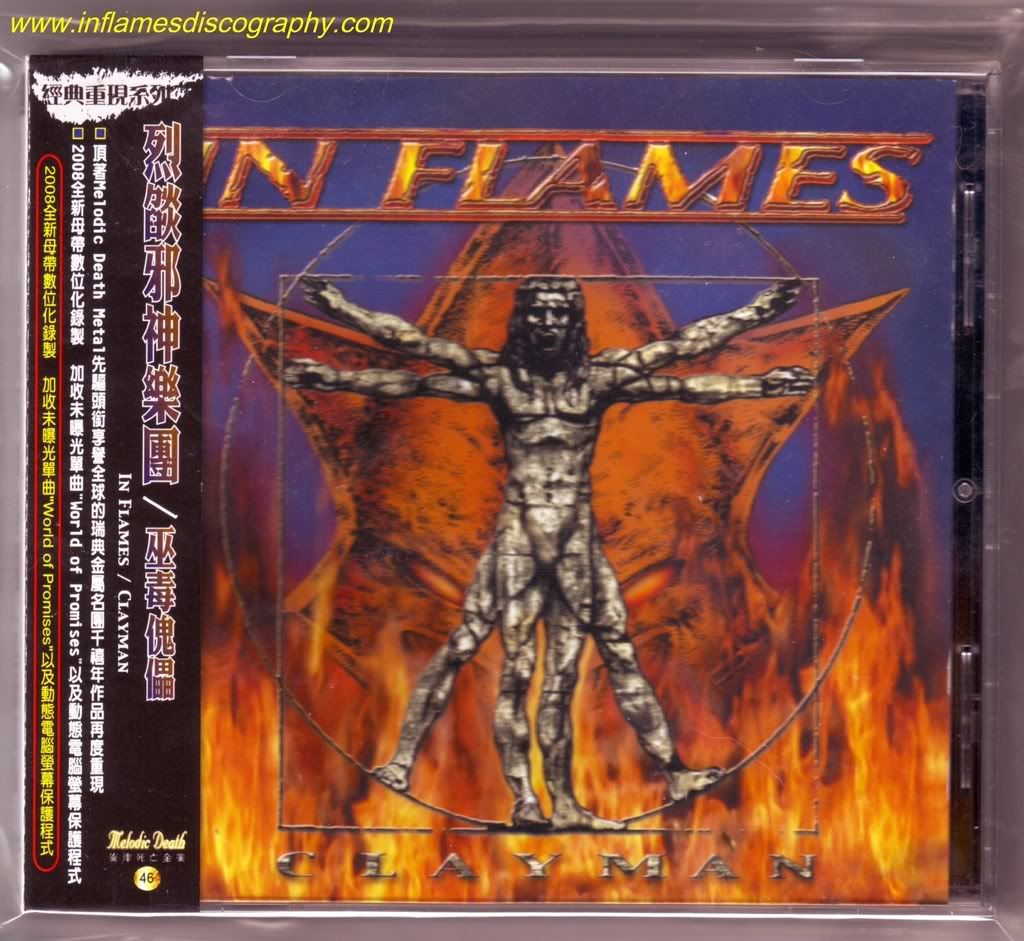 www.inflamesdiscography.com
經典重現系列
烈燄邪神樂團 / 巫毒傀儡
IN FLAMES / CLAYMAN
頂著Melodic Death Metal先驅頭銜享譽全球的瑞典金屬名團千禧年作品再度重現
2008全新母帶數位化錄製 加收未曝光單曲"World of Promises"以及動態電腦螢幕保護程式
2008全新母帶數位化錄製 加收未曝光單曲"World of Promises"以及動態電腦螢幕保護程式
Melodic Death
46
IN FLAMES
CLAYMAN